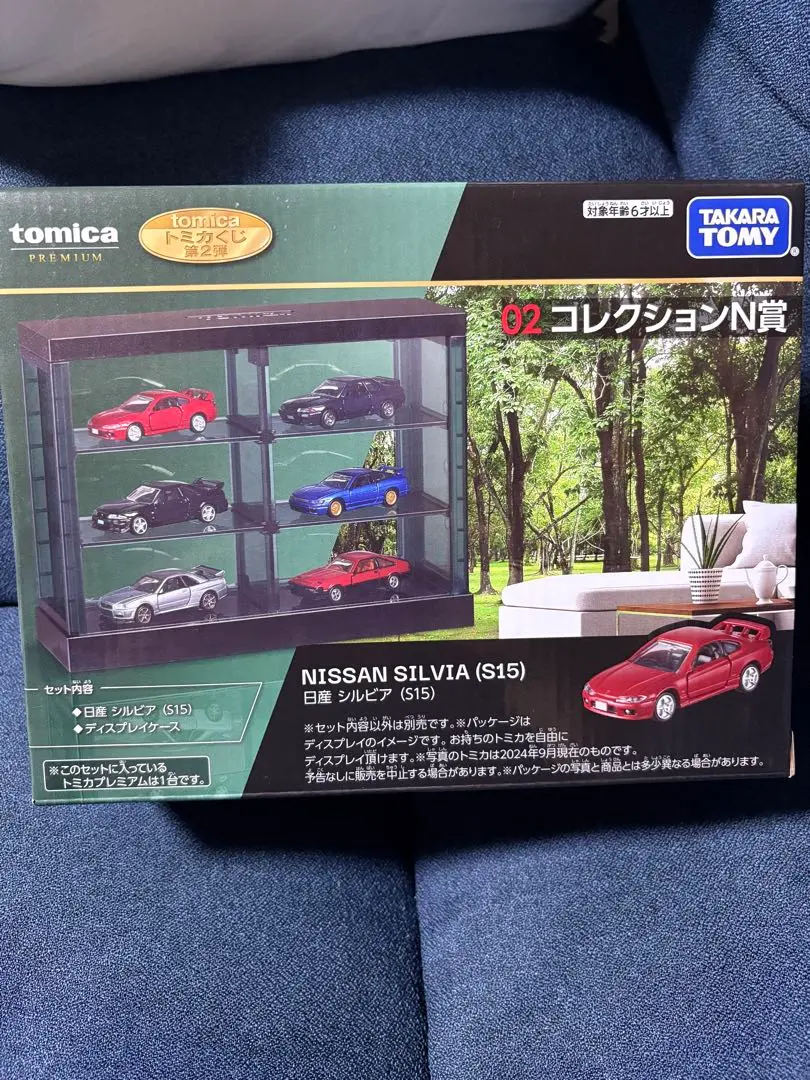 tomica
PREMIUM
tomica
トミカくじ
第2弾
対象年齢6才以上
TAKARA
TOMY
02 コレクションN賞
セット内容
◆日産 シルビア（S15）
◆ディスプレイケース
※このセットに入っている
トミカプレミアムは1台です。
NISSAN SILVIA (S15)
日産 シルビア（S15）
※セット内容以外は別売です。※パッケージは
ディスプレイのイメージです。お持ちのトミカを自由に
ディスプレイ頂けます。※写真のトミカは2024年9月現在のものです。
予告なしに販売を中止する場合があります。※パッケージの写真と商品とは多少異なる場合があります。